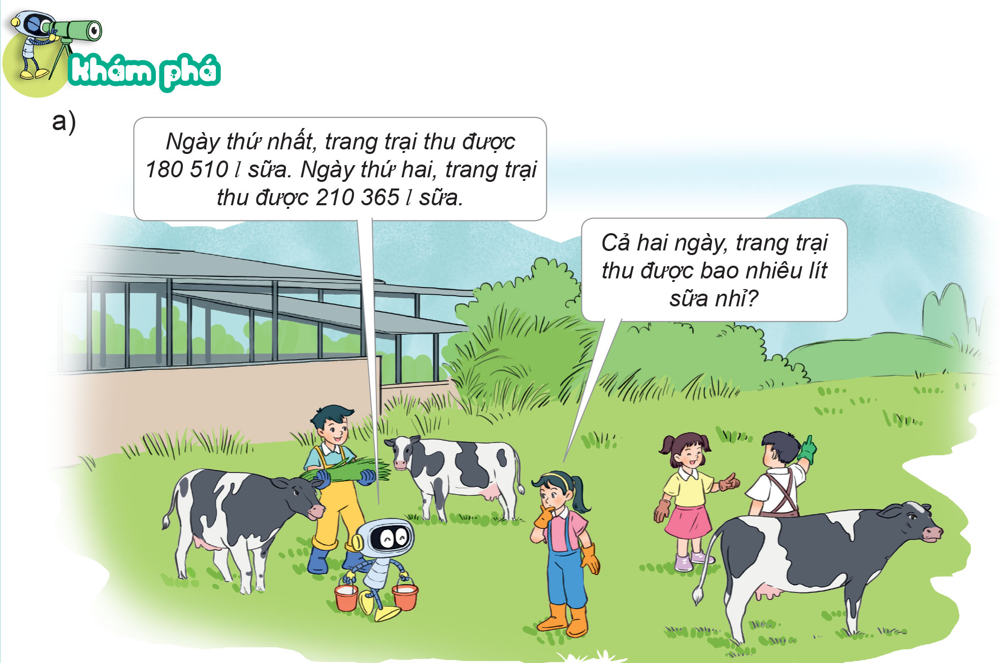 Khám phá
a)
Ngày thứ nhất, trang trại thu được
180 510 l sữa. Ngày thứ hai, trang trại
thu được 210 365 l sữa.
Cả hai ngày, trang trại
thu được bao nhiêu lít
sữa nhỉ?